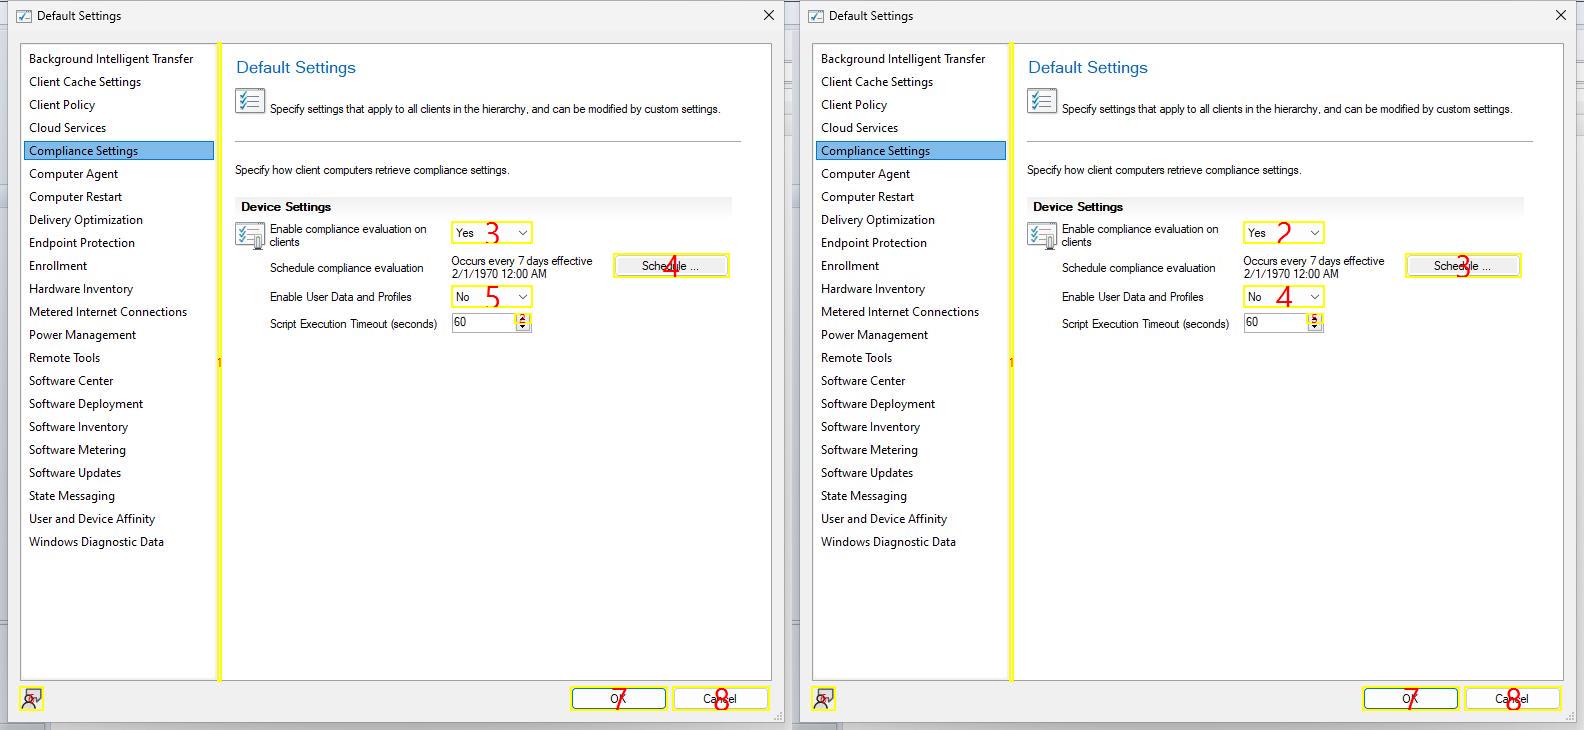 Default Settings
Background Intelligent Transfer
Client Cache Settings
Client Policy
Cloud Services
Compliance Settings
Computer Agent
Computer Restart
Delivery Optimization
Endpoint Protection
Enrollment
Hardware Inventory
Metered Internet Connections
Power Management
Remote Tools
Software Center
Software Deployment
Software Inventory
Software Metering
Software Updates
State Messaging
User and Device Affinity
Windows Diagnostic Data
1
Default Settings
Specify settings that apply to all clients in the hierarchy, and can be modified by custom settings.
Specify how client computers retrieve compliance settings.
Device Settings
Enable compliance evaluation on
clients
Yes 3
Schedule compliance evaluation
Occurs every 7 days effective
2/1/1970 12:00 AM
Schedule ... 4
Enable User Data and Profiles
No 5
Script Execution Timeout (seconds)
60
OK 7
Cancel 8
Default Settings
Background Intelligent Transfer
Client Cache Settings
Client Policy
Cloud Services
Compliance Settings
Computer Agent
Computer Restart
Delivery Optimization
Endpoint Protection
Enrollment
Hardware Inventory
Metered Internet Connections
Power Management
Remote Tools
Software Center
Software Deployment
Software Inventory
Software Metering
Software Updates
State Messaging
User and Device Affinity
Windows Diagnostic Data
1
Default Settings
Specify settings that apply to all clients in the hierarchy, and can be modified by custom settings.
Specify how client computers retrieve compliance settings.
Device Settings
Enable compliance evaluation on
clients
Yes 2
Schedule compliance evaluation
Occurs every 7 days effective
2/1/1970 12:00 AM
Schedule ... 3
Enable User Data and Profiles
No 4
Script Execution Timeout (seconds)
60
OK 7
Cancel 8